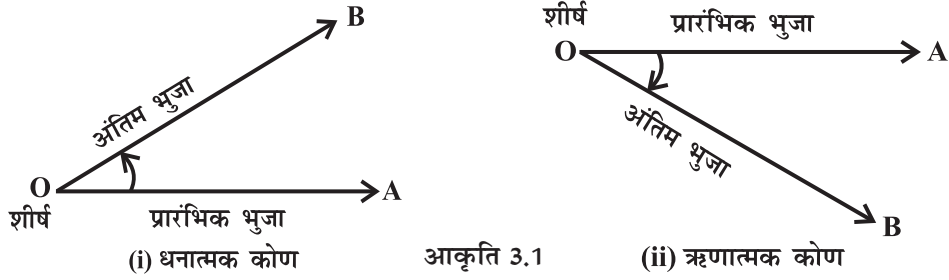 B
अंतिम भुजा
O
A
शीर्ष
प्रारंभिक भुजा
(i) धनात्मक कोण
शीर्ष
प्रारंभिक भुजा
O
A
अंतिम भुजा
B
(ii) ऋणात्मक कोण
आकृति 3.1